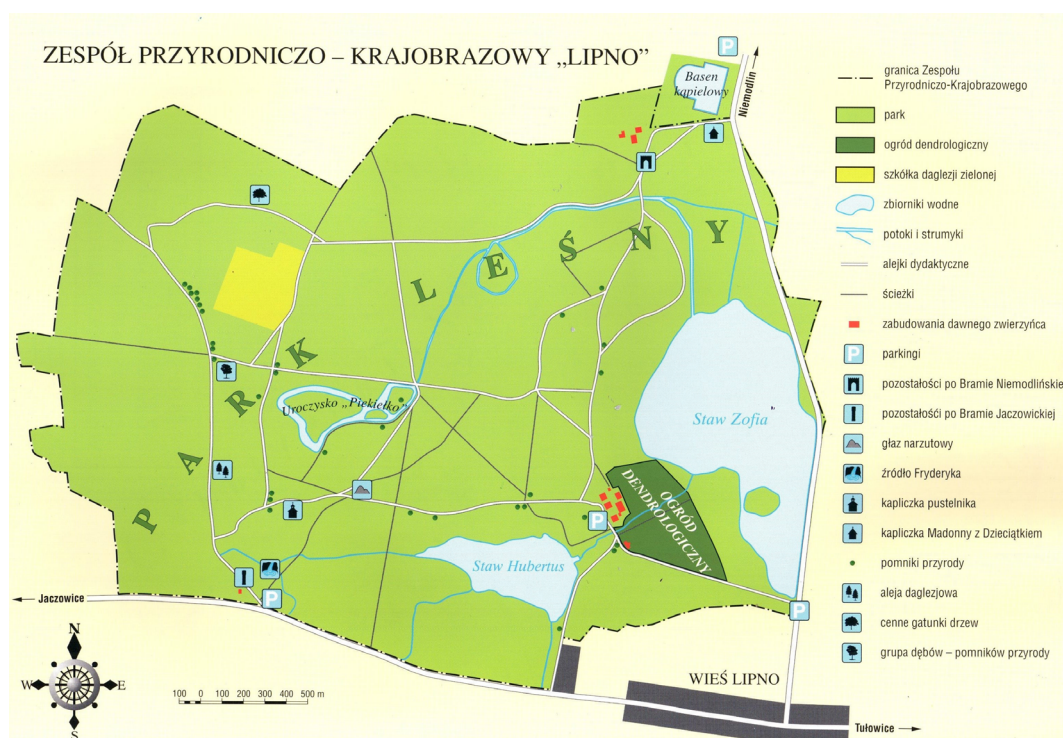 ZESPÓŁ PRZYRODNICZO – KRAJOBRAZOWY „LIPNO”
P
Basen
kąpielowy
Niemodlin
PARK LEŚNY
Uroczysko „Piekiełko”
Staw Zofia
OGRÓD
DENDROLOGICZNY
P
Staw Hubertus
P
P
Jaczowice
WIEŚ LIPNO
Tułowice
N
W E
S
100 0 100 200 300 400 500 m
granica Zespołu
Przyrodniczo-Krajobrazowego
park
ogród dendrologiczny
szkółka daglezji zielonej
zbiorniki wodne
potoki i strumyki
alejki dydaktyczne
ścieżki
zabudowania dawnego zwierzyńca
P parkingi
pozostałości po Bramie Niemodlińskie
pozostałośći po Bramie Jaczowickiej
głaz narzutowy
źródło Fryderyka
kapliczka pustelnika
kapliczka Madonny z Dzieciątkiem
pomniki przyrody
aleja daglezjowa
cenne gatunki drzew
grupa dębów – pomników przyrody